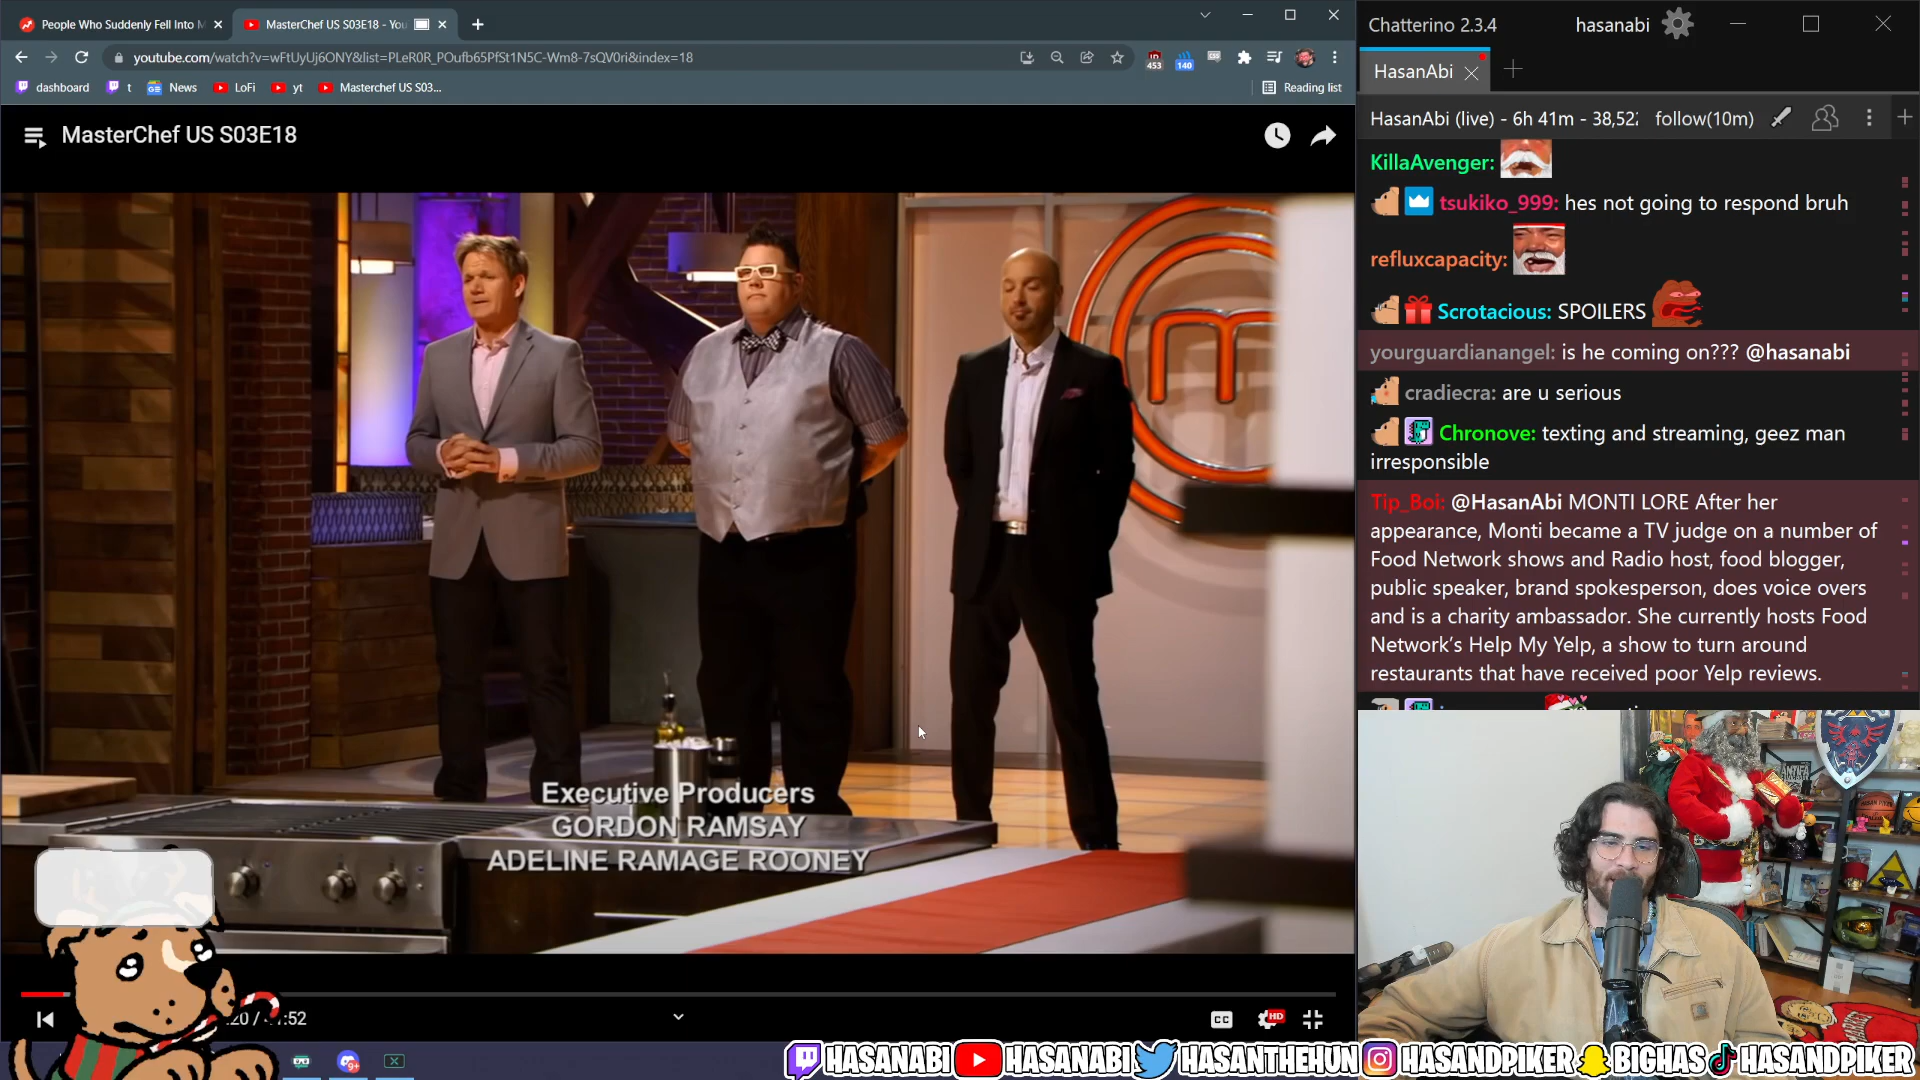 People Who Suddenly Fell Into M
MasterChef US S03E18 - You
youtube.com/watch?v=wFtUyUj6ONY&list=PLeR0R_POufb65PfSt1N5C-Wm8-7sQV0ri&index=18
453
140
dashboard
t
News
LoFi
yt
Masterchef US S03...
Reading list
MasterChef US S03E18
Executive Producers
GORDON RAMSAY
ADELINE RAMAGE ROONEY
CC
HD
Chatterino 2.3.4
hasanabi
HasanAbi
HasanAbi (live) - 6h 41m - 38,52
follow(10m)
KillaAvenger:
tsukiko_999: hes not going to respond bruh
refluxcapacity:
Scrotacious: SPOILERS
yourguardianangel: is he coming on??? @hasanabi
cradiecra: are u serious
Chronove: texting and streaming, geez man
irresponsible
Tip_Boi: @HasanAbi MONTI LORE After her
appearance, Monti became a TV judge on a number of
Food Network shows and Radio host, food blogger,
public speaker, brand spokesperson, does voice overs
and is a charity ambassador. She currently hosts Food
Network's Help My Yelp, a show to turn around
restaurants that have received poor Yelp reviews.
HASANABI
HASANABI
HASANTHEHUN
HASANDPIKER
BIGHAS
HASANDPIKER